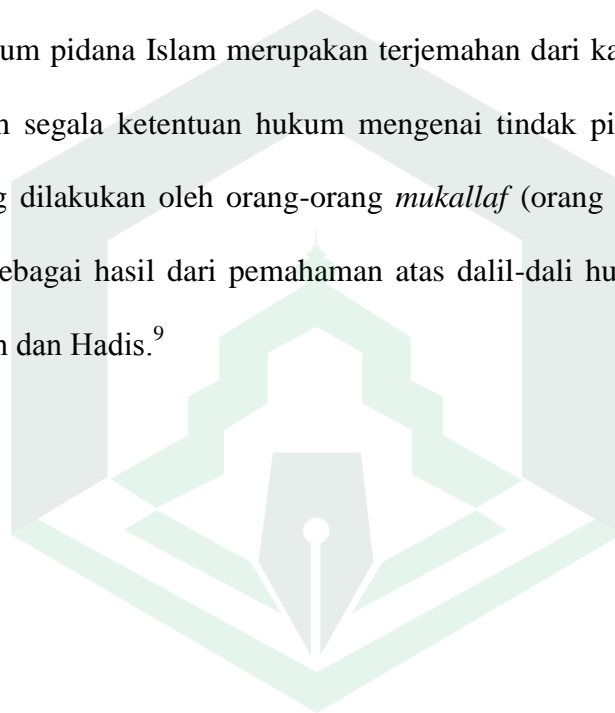 um pidana Islam merupakan terjemahan dari ka
n segala ketentuan hukum mengenai tindak pi
g dilakukan oleh orang-orang mukallaf (orang
ebagai hasil dari pemahaman atas dalil-dali hu
n dan Hadis.9